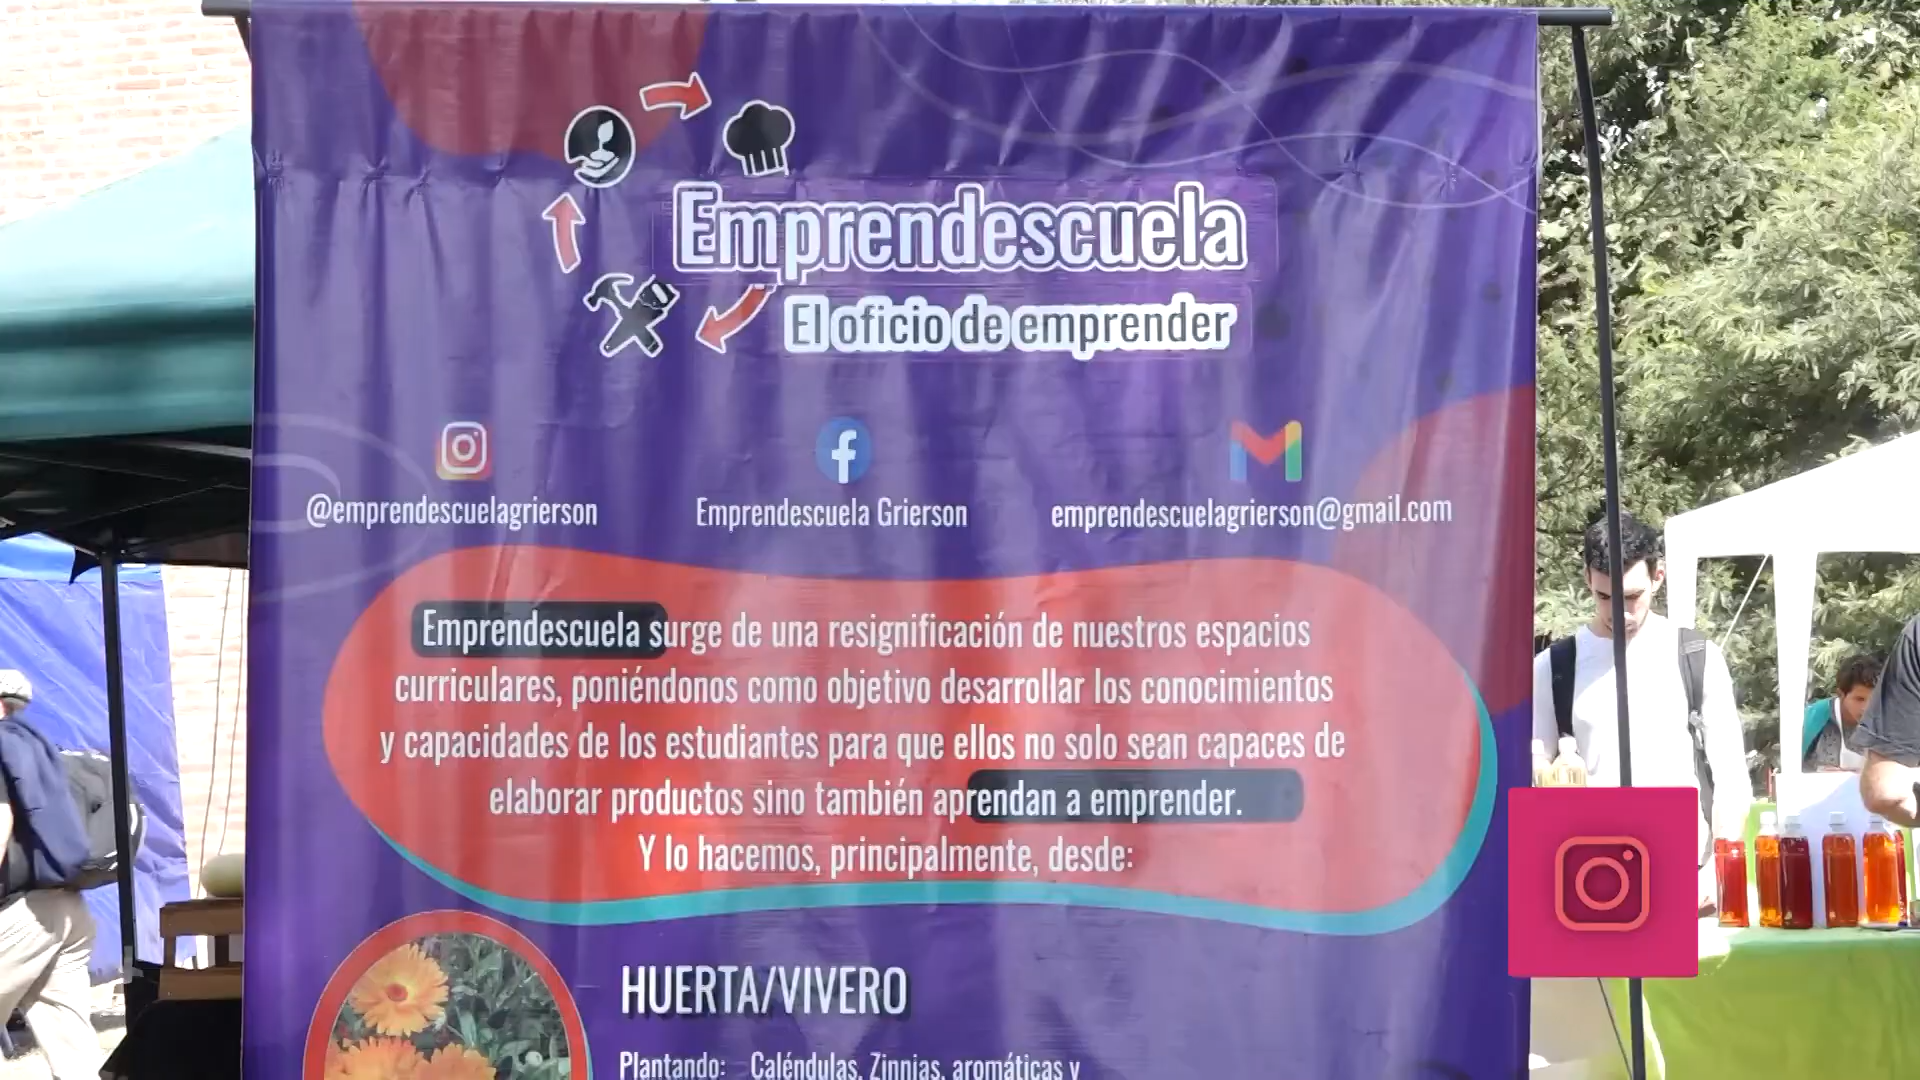 Emprendescuela
El oficio de emprender
@emprendescuelagrierson
Emprendescuela Grierson
emprendescuelagrierson@gmail.com
Emprendescuela surge de una resignificación de nuestros espacios
curriculares, poniéndonos como objetivo desarrollar los conocimientos
y capacidades de los estudiantes para que ellos no solo sean capaces de
elaborar productos sino también aprendan a emprender.
Y lo hacemos, principalmente, desde:
HUERTA/VIVERO
Plantando: Caléndulas, Zinnias, aromáticas y